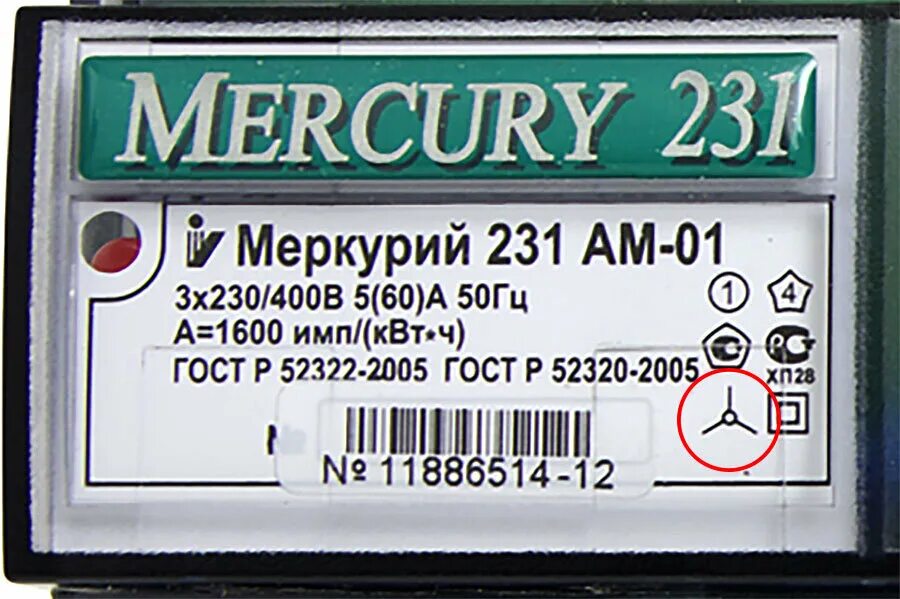 MERCURY 231
Меркурий 231 АМ-01
3х230/400В 5(60)А 50Гц
1 4
А=1600 имп/(кВт*ч)
ГОСТ Р 52322-2005 ГОСТ Р 52320-2005
ХП28
№ 11886514-12